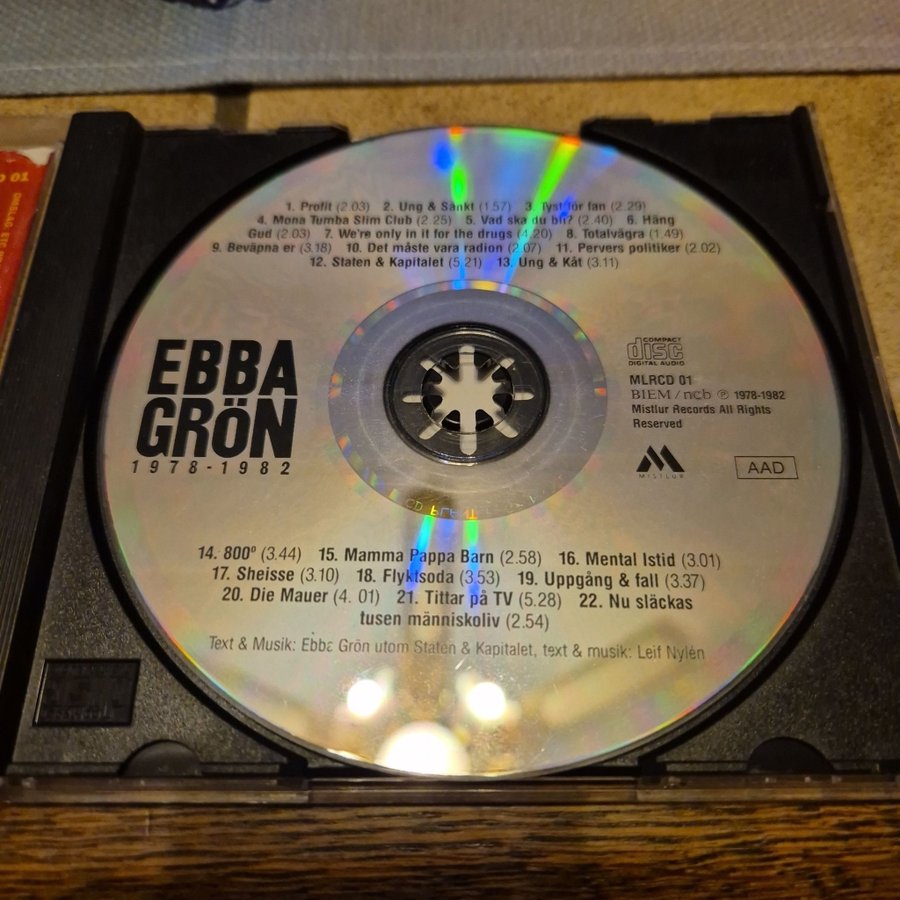 1. Profit (2.03) 2. Ung & Sänkt (1.57) 3. Tyst för fan (2.29)
4. Mona Tumba Slim Club (2.25) 5. Vad ska du bli? (2.40) 6. Häng
Gud (2.03) 7. We're only in it for the drugs (4.20) 8. Totalvägra (1.49)
9. Beväpna er (3.18) 10. Det måste vara radion (2.07) 11. Pervers politiker (2.02)
12. Staten & Kapitalet (5.21) 13. Ung & Kåt (3.11)
EBBA
GRÖN
1978-1982
COMPACT
disc
DIGITAL AUDIO
MLRCD 01
BIEM / ncb ℗ 1978-1982
Mistlur Records All Rights
Reserved
MISTLUR
AAD
14. 800º (3.44) 15. Mamma Pappa Barn (2.58) 16. Mental Istid (3.01)
17. Sheisse (3.10) 18. Flyktsoda (3.53) 19. Uppgång & fall (3.37)
20. Die Mauer (4. 01) 21. Tittar på TV (5.28) 22. Nu släckas
tusen människoliv (2.54)
Text & Musik: Ebba Grön utom Staten & Kapitalet, text & musik: Leif Nylén
01